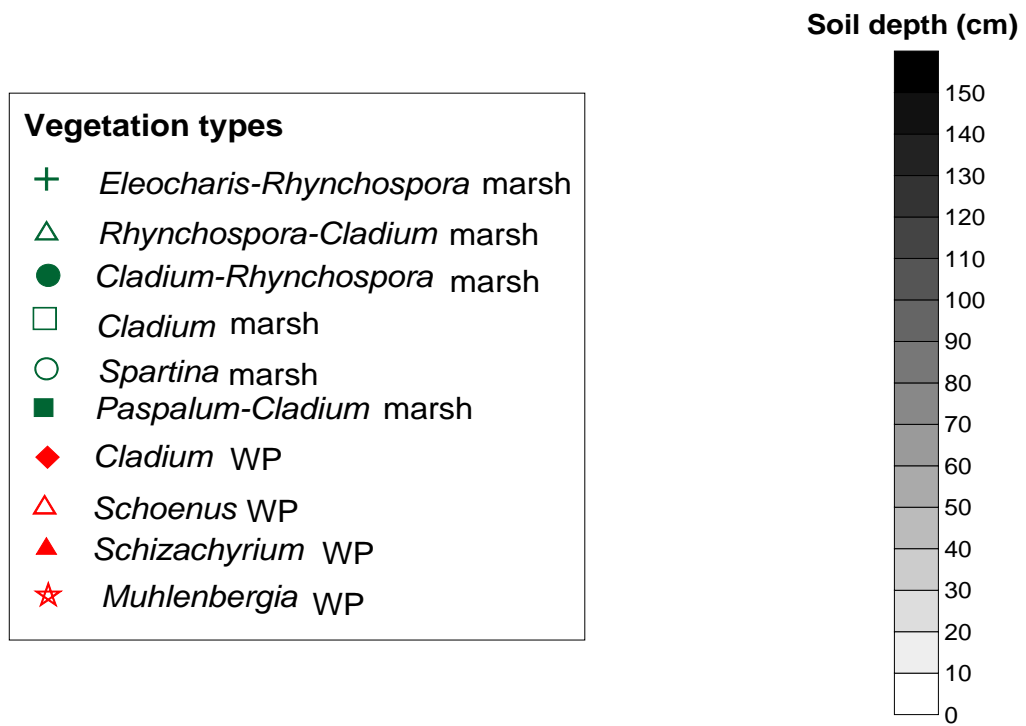 Soil depth (cm)
Vegetation types
Eleocharis-Rhynchospora marsh
Rhynchospora-Cladium marsh
Cladium-Rhynchospora marsh
Cladium marsh
Spartina marsh
Paspalum-Cladium marsh
Cladium WP
Schoenus WP
Schizachyrium WP
Muhlenbergia WP
150
140
130
120
110
100
90
80
70
60
50
40
30
20
10
0